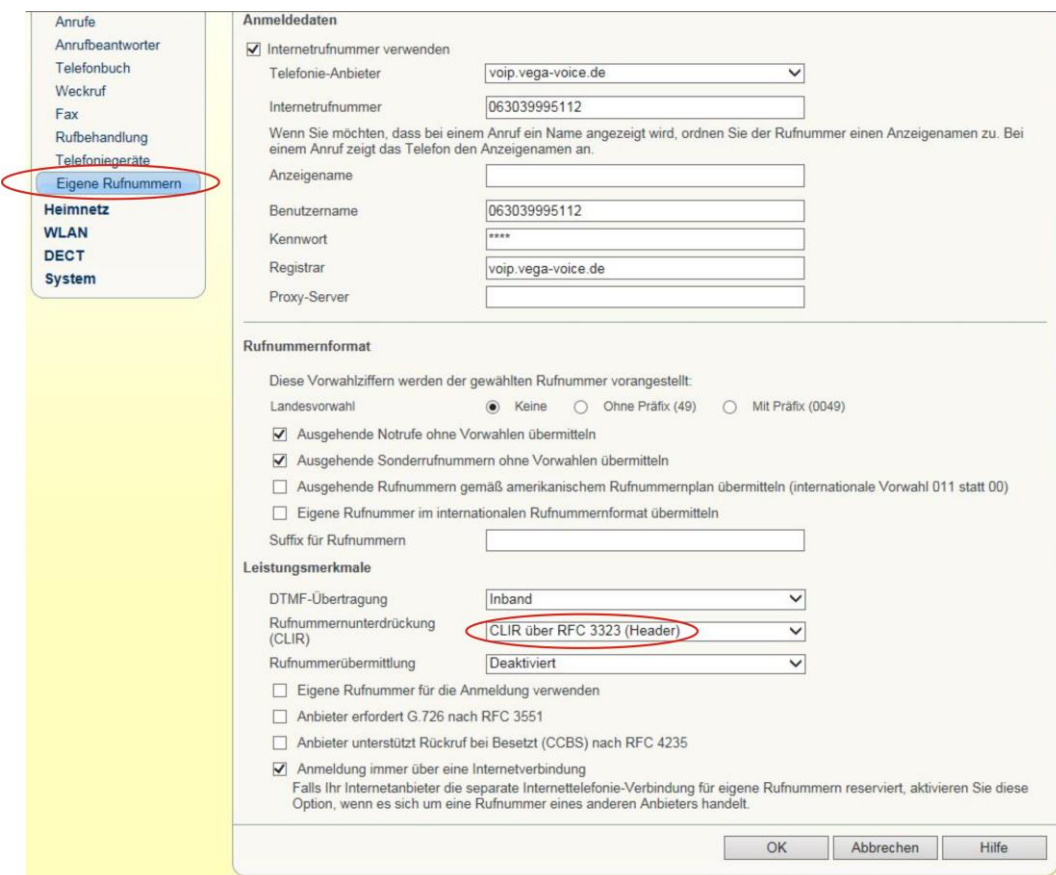 Anrufe
Anrufbeantworter
Telefonbuch
Weckruf
Fax
Rufbehandlung
Telefoniegeräte
Eigene Rufnummern
Heimnetz
WLAN
DECT
System
Anmeldedaten
Internetrufnummer verwenden
Telefonie-Anbieter voip.vega-voice.de
Internetrufnummer 063039995112
Wenn Sie möchten, dass bei einem Anruf ein Name angezeigt wird, ordnen Sie der Rufnummer einen Anzeigenamen zu. Bei
einem Anruf zeigt das Telefon den Anzeigenamen an.
Anzeigename
Benutzername 063039995112
Kennwort ****
Registrar voip.vega-voice.de
Proxy-Server
Rufnummernformat
Diese Vorwahlziffern werden der gewählten Rufnummer vorangestellt:
Landesvorwahl Keine Ohne Präfix (49) Mit Präfix (0049)
Ausgehende Notrufe ohne Vorwahlen übermitteln
Ausgehende Sonderrufnummern ohne Vorwahlen übermitteln
Ausgehende Rufnummern gemäß amerikanischem Rufnummernplan übermitteln (internationale Vorwahl 011 statt 00)
Eigene Rufnummer im internationalen Rufnummernformat übermitteln
Suffix für Rufnummern
Leistungsmerkmale
DTMF-Übertragung Inband
Rufnummernunterdrückung
(CLIR) CLIR über RFC 3323 (Header)
Rufnummerübermittlung Deaktiviert
Eigene Rufnummer für die Anmeldung verwenden
Anbieter erfordert G.726 nach RFC 3551
Anbieter unterstützt Rückruf bei Besetzt (CCBS) nach RFC 4235
Anmeldung immer über eine Internetverbindung
Falls Ihr Internetanbieter die separate Internettelefonie-Verbindung für eigene Rufnummern reserviert, aktivieren Sie diese
Option, wenn es sich um eine Rufnummer eines anderen Anbieters handelt.
OK Abbrechen Hilfe